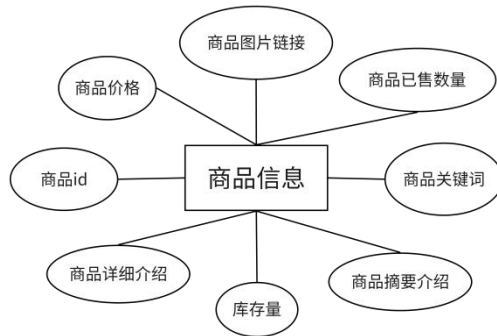 商品图片链接
商品已售数量
商品价格
商品信息
商品id
商品关键词
商品详细介绍
商品摘要介绍
库存量